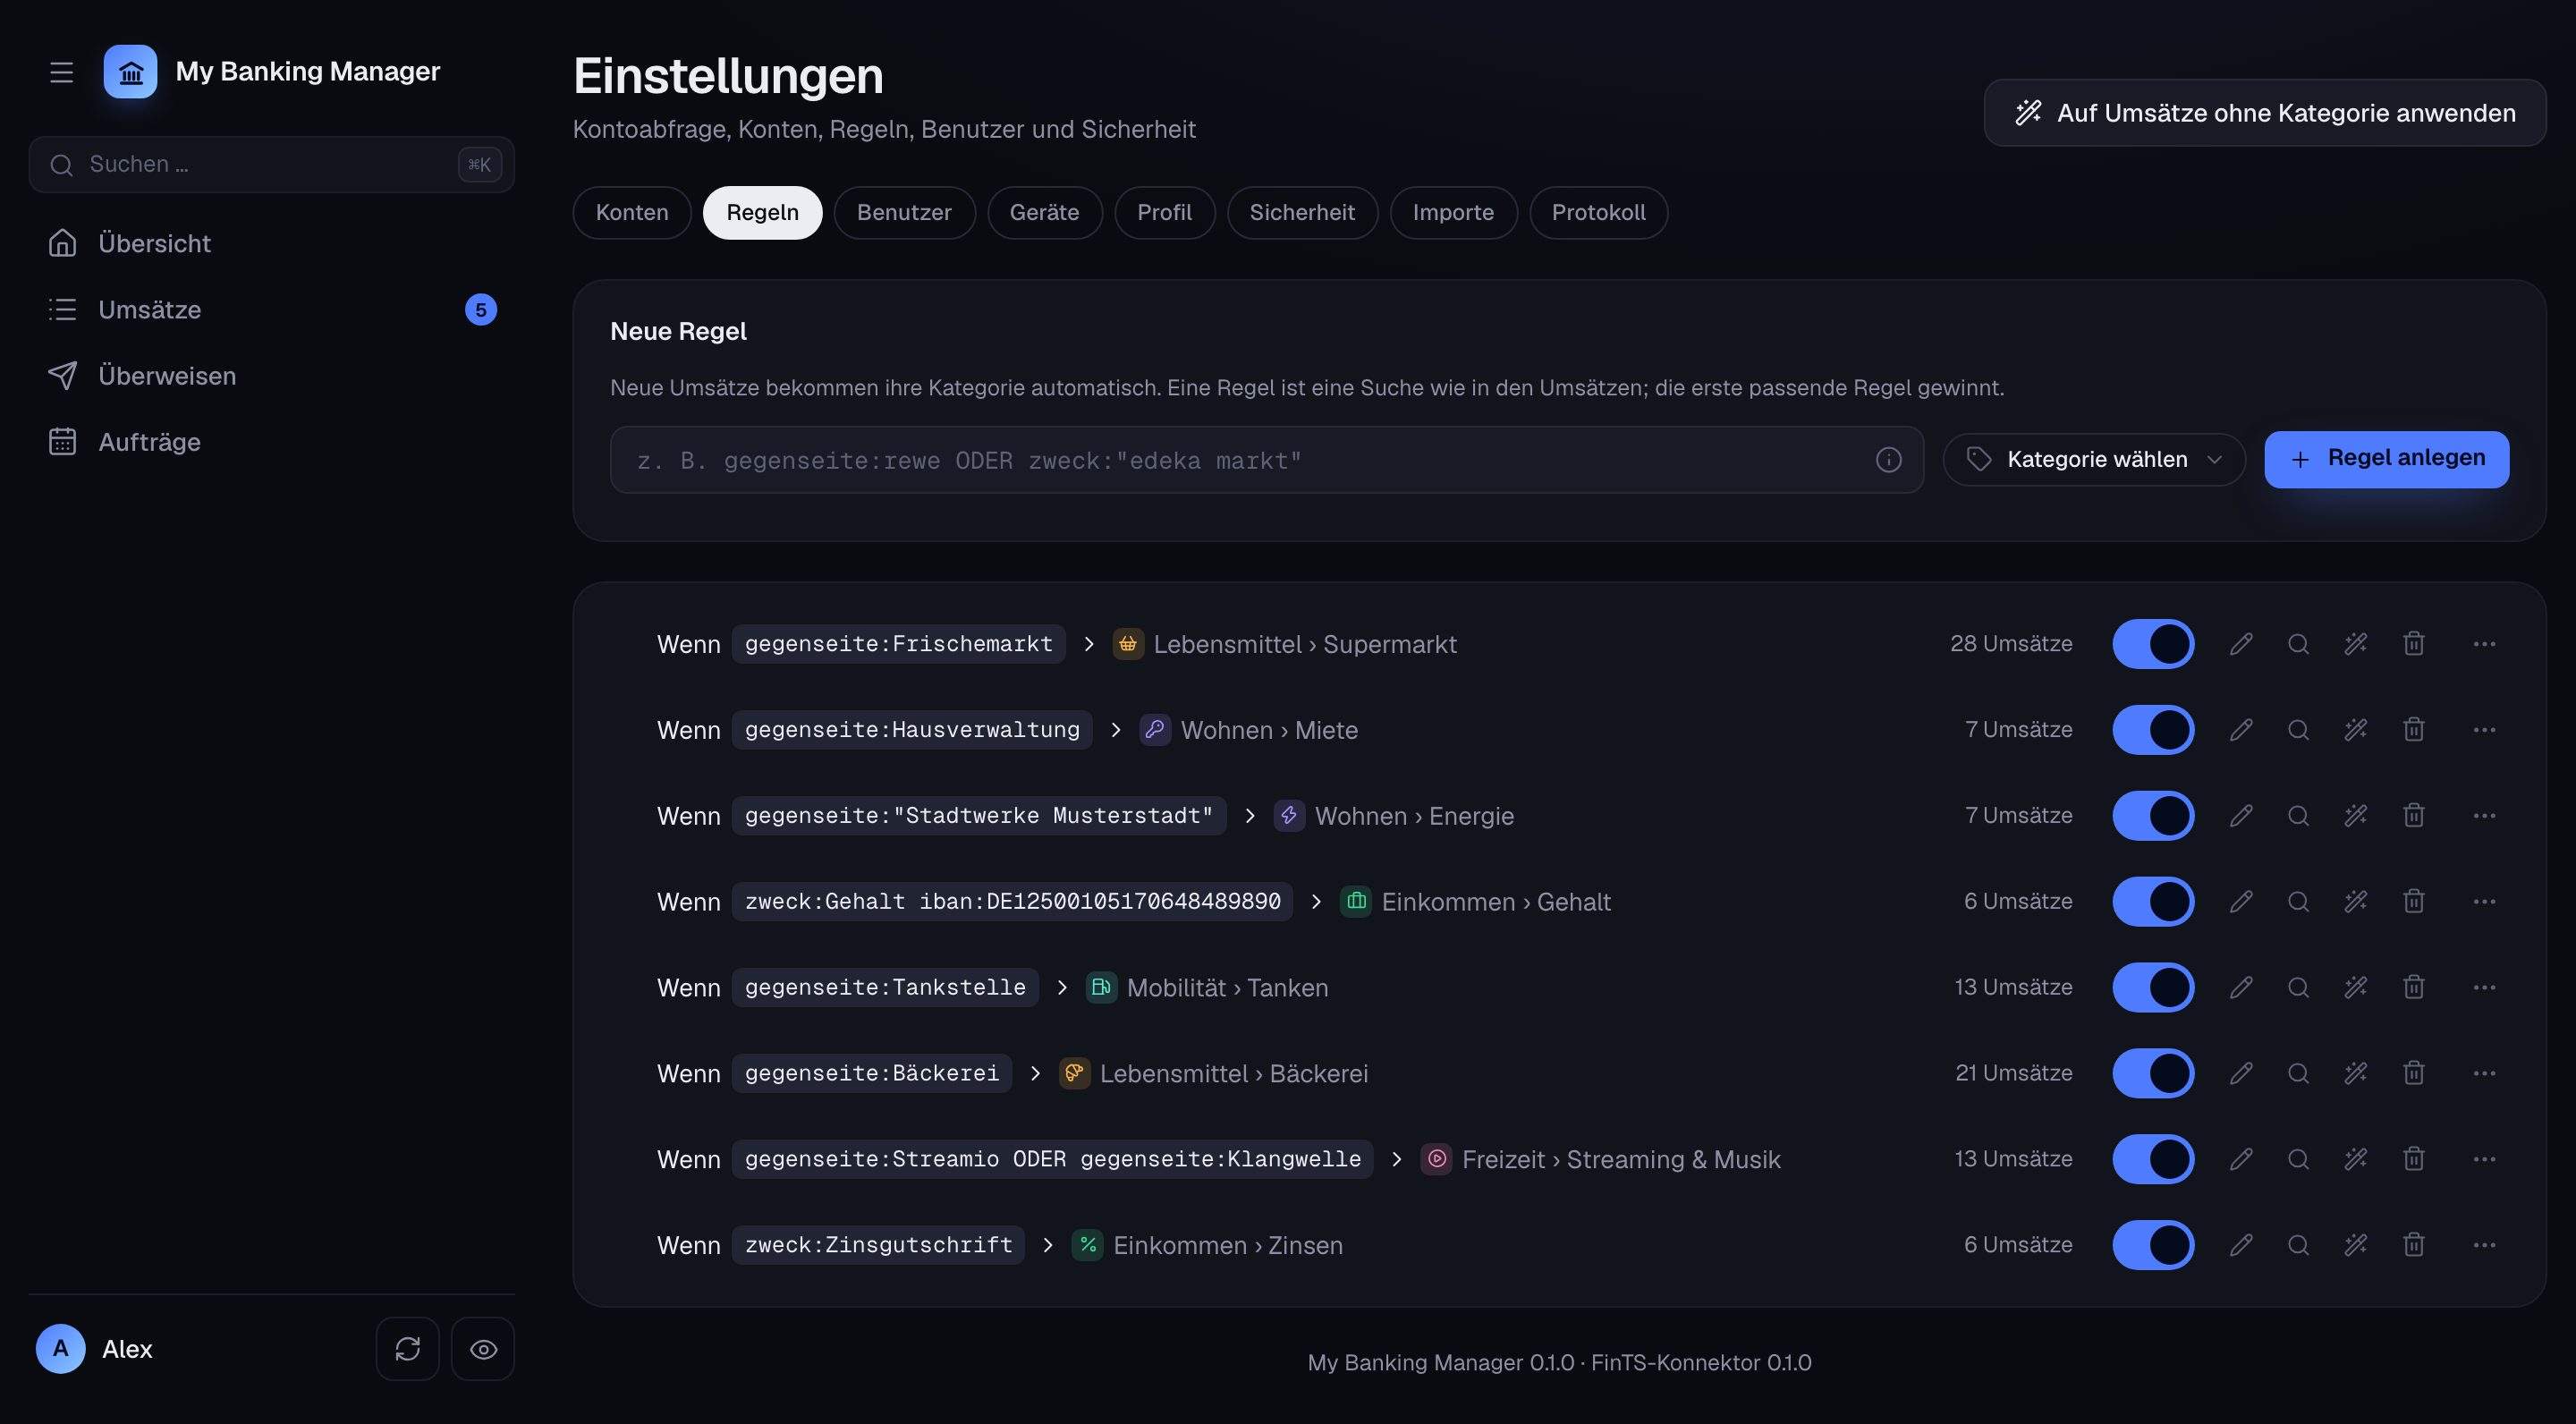 My Banking Manager
Suchen …
⌘K
Übersicht
Umsätze
5
Überweisen
Aufträge
A
Alex
Einstellungen
Kontoabfrage, Konten, Regeln, Benutzer und Sicherheit
Auf Umsätze ohne Kategorie anwenden
Konten
Regeln
Benutzer
Geräte
Profil
Sicherheit
Importe
Protokoll
Neue Regel
Neue Umsätze bekommen ihre Kategorie automatisch. Eine Regel ist eine Suche wie in den Umsätzen; die erste passende Regel gewinnt.
z. B. gegenseite:rewe ODER zweck:"edeka markt"
Kategorie wählen
+ Regel anlegen
Wenn gegenseite:Frischemarkt > Lebensmittel › Supermarkt 28 Umsätze
Wenn gegenseite:Hausverwaltung > Wohnen › Miete 7 Umsätze
Wenn gegenseite:"Stadtwerke Musterstadt" > Wohnen › Energie 7 Umsätze
Wenn zweck:Gehalt iban:DE12500105170648489890 > Einkommen › Gehalt 6 Umsätze
Wenn gegenseite:Tankstelle > Mobilität › Tanken 13 Umsätze
Wenn gegenseite:Bäckerei > Lebensmittel › Bäckerei 21 Umsätze
Wenn gegenseite:Streamio ODER gegenseite:Klangwelle > Freizeit › Streaming & Musik 13 Umsätze
Wenn zweck:Zinsgutschrift > Einkommen › Zinsen 6 Umsätze
My Banking Manager 0.1.0 · FinTS-Konnektor 0.1.0